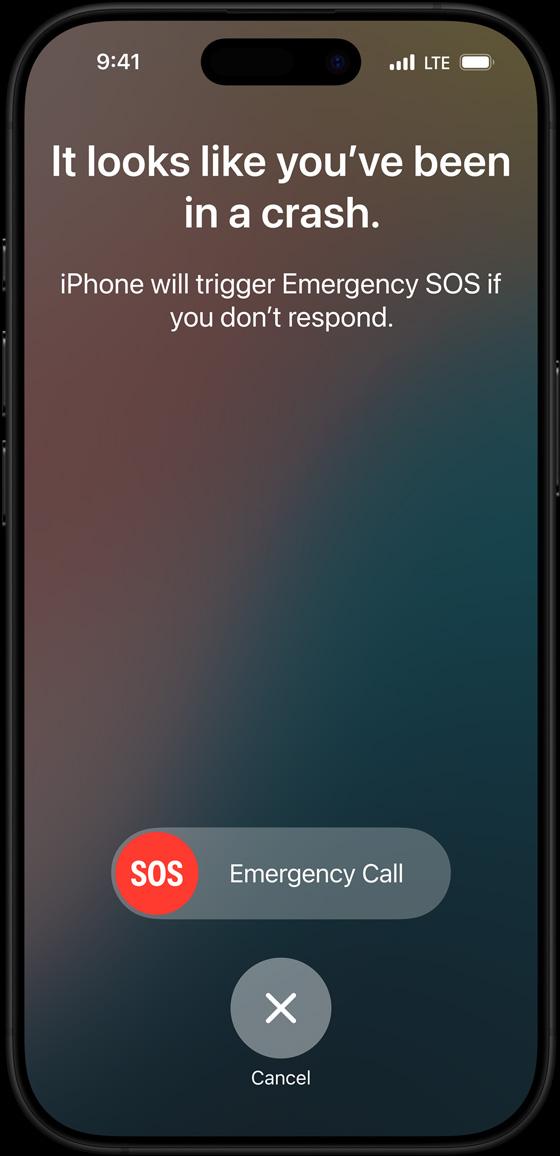 9:41
LTE
It looks like you’ve been
in a crash.
iPhone will trigger Emergency SOS if
you don’t respond.
SOS
Emergency Call
Cancel